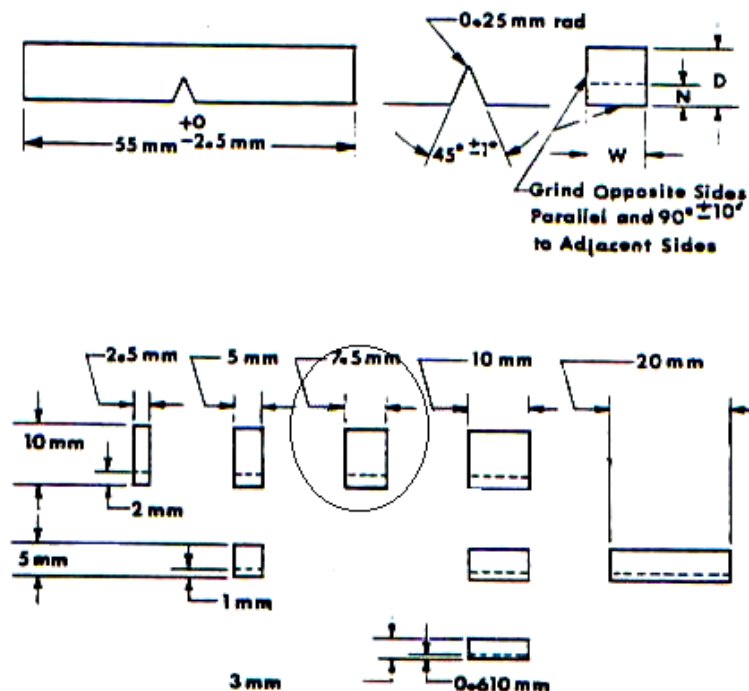 0.25 mm rad
D
N
+0
55 mm -2.5 mm
45° ±1°
W
Grind Opposite Sides
Parallel and 90° ±10'
to Adjacent Sides
2.5 mm
5 mm
7.5 mm
10 mm
20 mm
10 mm
2 mm
5 mm
1 mm
3 mm
0.610 mm